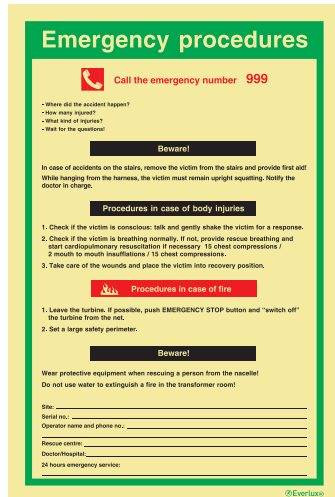 Emergency procedures
Call the emergency number 999
- Where did the accident happen?
- How many injured?
- What kind of injuries?
- Wait for the questions!
Beware!
In case of accidents on the stairs, remove the victim from the stairs and provide first aid!
While hanging from the harness, the victim must remain upright squatting. Notify the
doctor in charge.
Procedures in case of body injuries
1. Check if the victim is conscious: talk and gently shake the victim for a response.
2. Check if the victim is breathing normally. If not, provide rescue breathing and
start cardiopulmonary resuscitation if necessary 15 chest compressions /
2 mouth to mouth insufflations / 15 chest compressions.
3. Take care of the wounds and place the victim into recovery position.
Procedures in case of fire
1. Leave the turbine. If possible, push EMERGENCY STOP button and “switch off”
the turbine from the net.
2. Set a large safety perimeter.
Beware!
Wear protective equipment when rescuing a person from the nacelle!
Do not use water to extinguish a fire in the transformer room!
Site:
Serial no.:
Operator name and phone no.:
Rescue centre:
Doctor/Hospital:
24 hours emergency service:
Everlux®